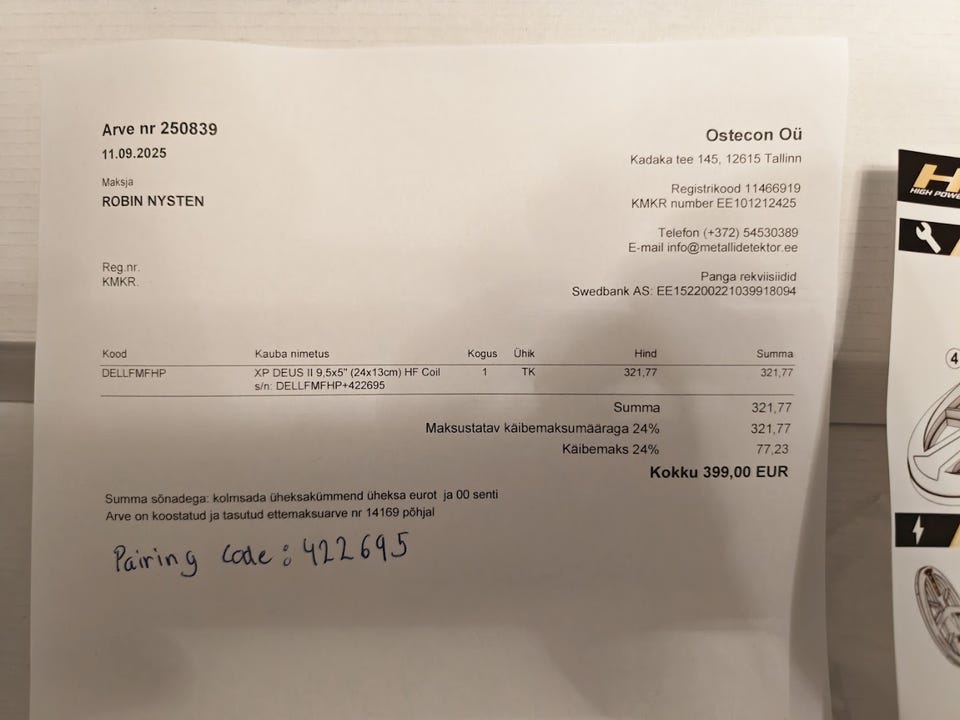 Arve nr 250839
11.09.2025
Maksja
ROBIN NYSTEN
Reg.nr.
KMKR.
Ostecon Oü
Kadaka tee 145, 12615 Tallinn
Registrikood 11466919
KMKR number EE101212425
Telefon (+372) 54530389
E-mail info@metallidetektor.ee
Panga rekviisiidid
Swedbank AS: EE152200221039918094
Kood Kauba nimetus Kogus Ühik Hind Summa
DELLFMFHP XP DEUS II 9,5x5" (24x13cm) HF Coil 1 TK 321,77 321,77
s/n: DELLFMFHP+422695
Summa 321,77
Maksustatav käibemaksumääraga 24% 321,77
Käibemaks 24% 77,23
Kokku 399,00 EUR
Summa sõnadega: kolmsada üheksakümmend üheksa eurot ja 00 senti
Arve on koostatud ja tasutud ettemaksuarve nr 14169 põhjal
Pairing code: 422695
HIGH
4